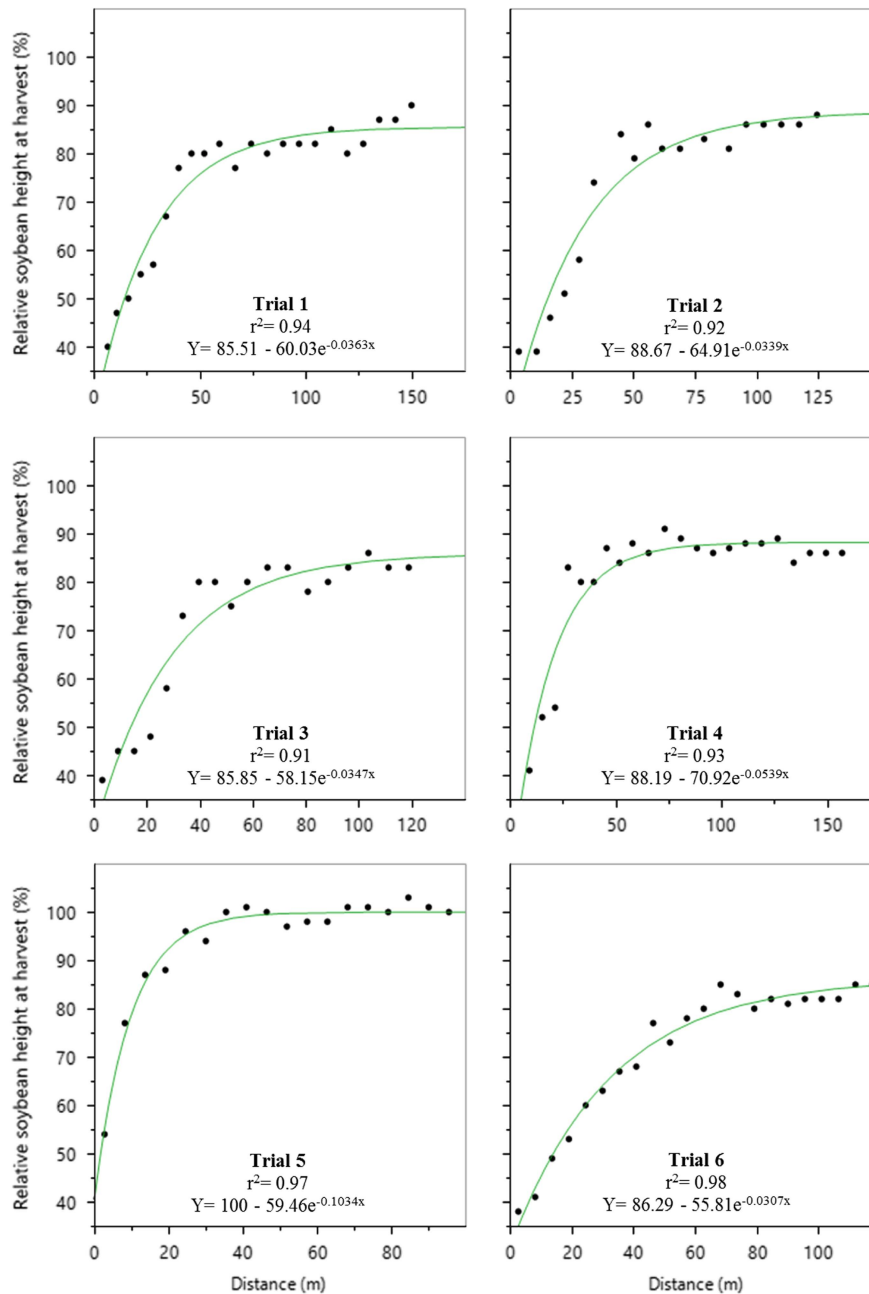 Relative soybean height at harvest (%)
100
90
80
70
60
50
40
Trial 1
r²= 0.94
Y= 85.51 - 60.03e^-0.0363x
0 50 100 150
Trial 2
r²= 0.92
Y= 88.67 - 64.91e^-0.0339x
0 25 50 75 100 125
Relative soybean height at harvest (%)
100
90
80
70
60
50
40
Trial 3
r²= 0.91
Y= 85.85 - 58.15e^-0.0347x
0 20 40 60 80 100 120
Trial 4
r²= 0.93
Y= 88.19 - 70.92e^-0.0539x
0 50 100 150
Relative soybean height at harvest (%)
100
90
80
70
60
50
40
Trial 5
r²= 0.97
Y= 100 - 59.46e^-0.1034x
0 20 40 60 80
Distance (m)
Trial 6
r²= 0.98
Y= 86.29 - 55.81e^-0.0307x
0 20 40 60 80 100
Distance (m)